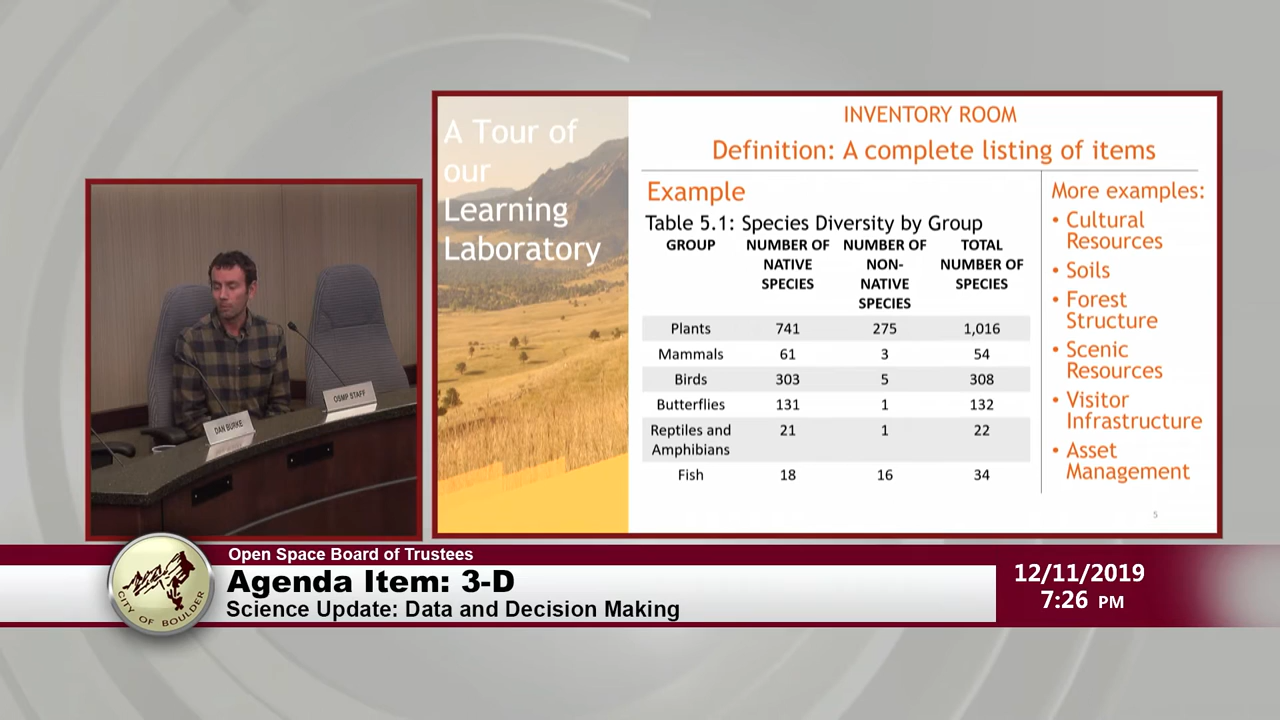 A Tour of
our
Learning
Laboratory
INVENTORY ROOM
Definition: A complete listing of items
Example
Table 5.1: Species Diversity by Group
GROUP NUMBER OF NATIVE SPECIES NUMBER OF NON-NATIVE SPECIES TOTAL NUMBER OF SPECIES
Plants 741 275 1,016
Mammals 61 3 54
Birds 303 5 308
Butterflies 131 1 132
Reptiles and Amphibians 21 1 22
Fish 18 16 34
More examples:
• Cultural
Resources
• Soils
• Forest
Structure
• Scenic
Resources
• Visitor
Infrastructure
• Asset
Management
5
DAN BURKE
OSMP STAFF
CITY OF BOULDER
Open Space Board of Trustees
Agenda Item: 3-D
Science Update: Data and Decision Making
12/11/2019
7:26 PM